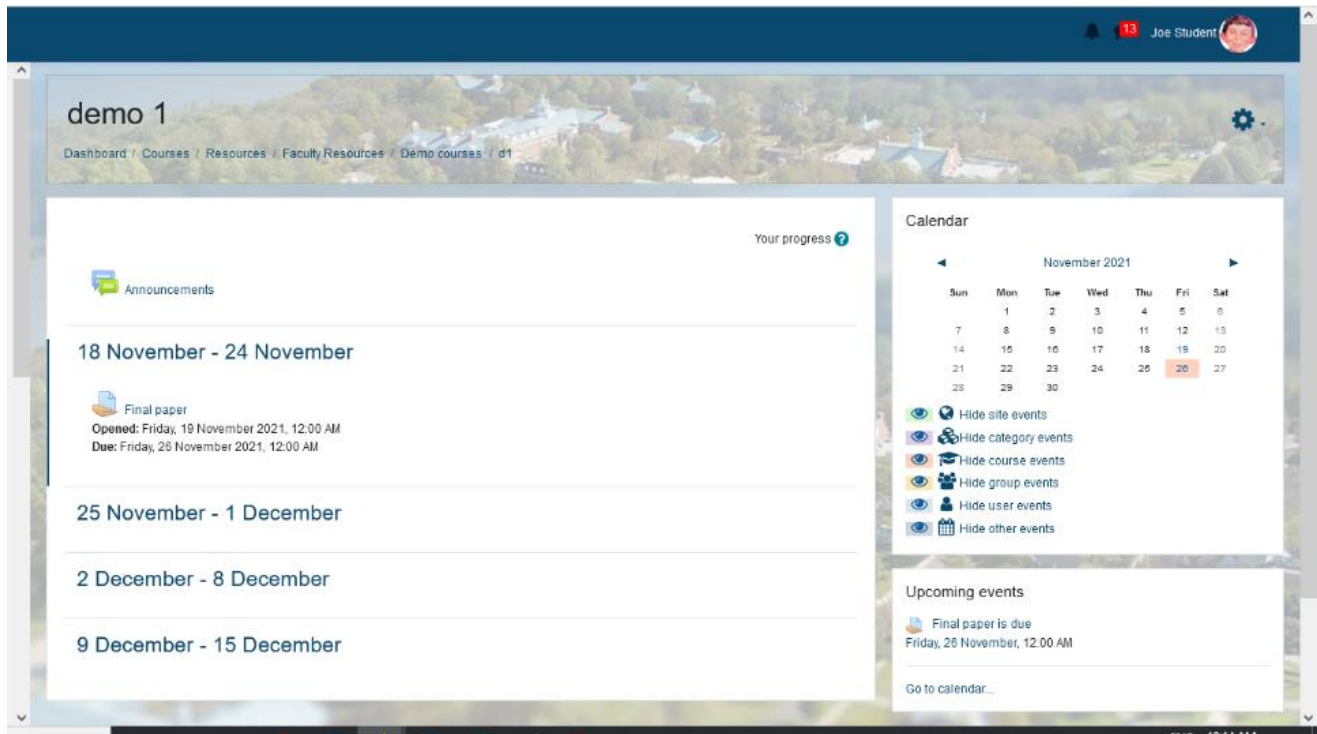 13 Joe Student
demo 1
Dashboard / Courses / Resources / Faculty Resources / Demo courses / d1
Your progress
Announcements
18 November - 24 November
Final paper
Opened: Friday, 19 November 2021, 12:00 AM
Due: Friday, 26 November 2021, 12:00 AM
25 November - 1 December
2 December - 8 December
9 December - 15 December
Calendar
◄ November 2021 ►
Sun Mon Tue Wed Thu Fri Sat
1 2 3 4 5 6
7 8 9 10 11 12 13
14 15 16 17 18 19 20
21 22 23 24 25 26 27
28 29 30
Hide site events
Hide category events
Hide course events
Hide group events
Hide user events
Hide other events
Upcoming events
Final paper is due
Friday, 26 November, 12:00 AM
Go to calendar...